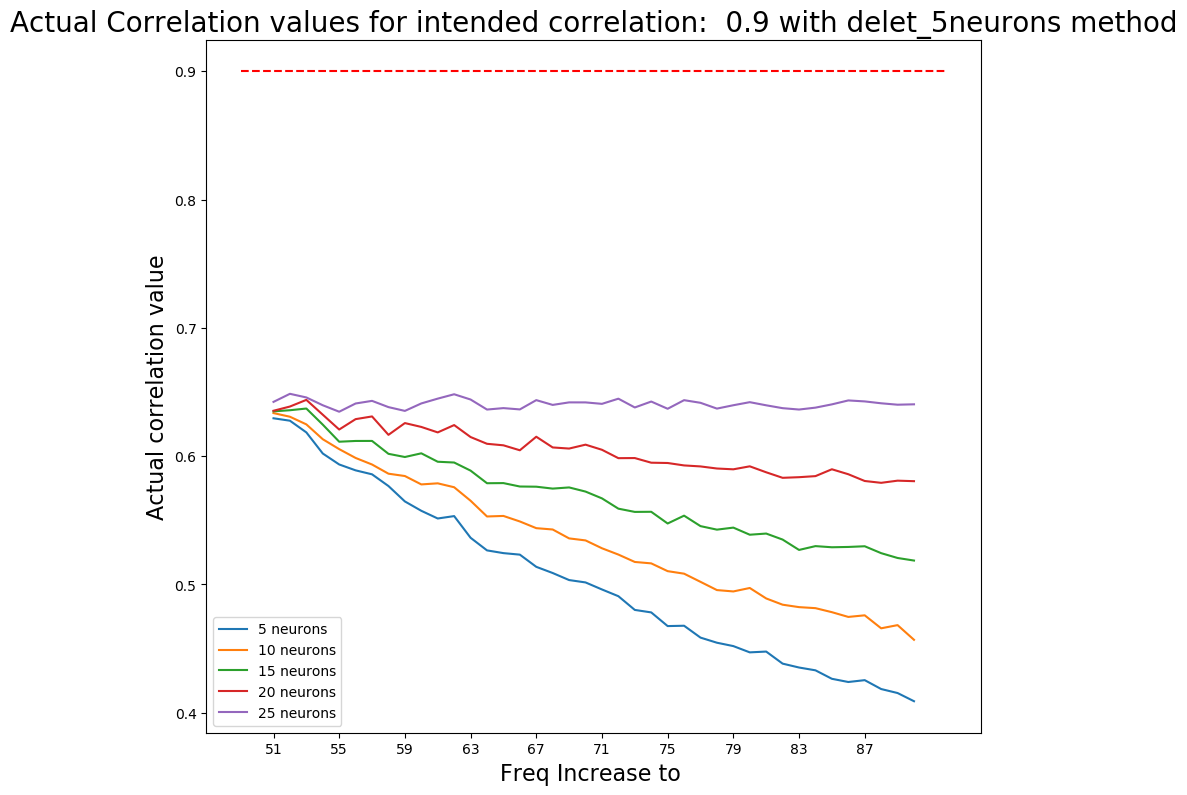 Actual Correlation values for intended correlation:  0.9 with delet_5neurons method
0.9
0.8
0.7
0.6
0.5
0.4
Actual correlation value
5 neurons
10 neurons
15 neurons
20 neurons
25 neurons
51 55 59 63 67 71 75 79 83 87
Freq Increase to